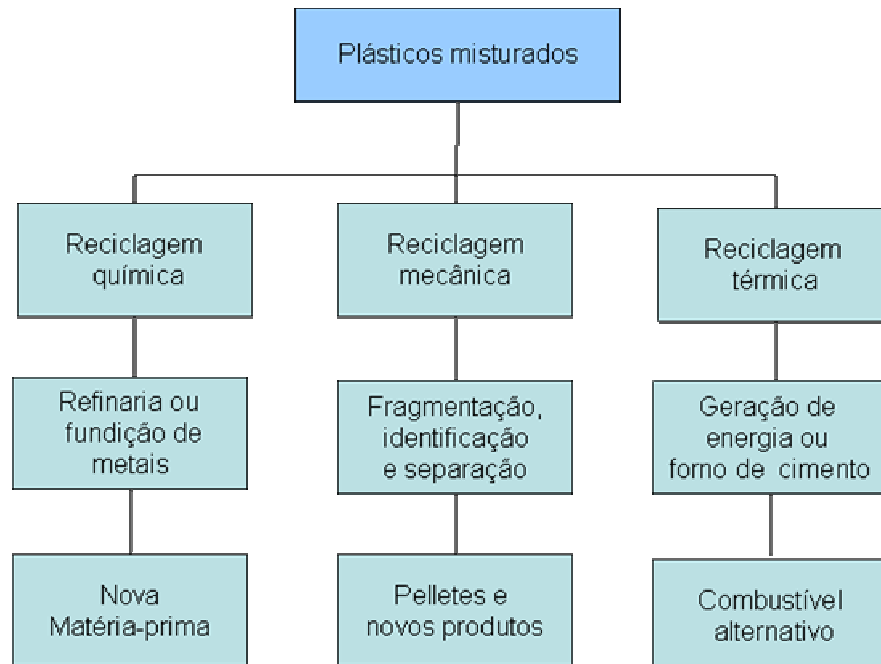 Plásticos misturados
Reciclagem
química
Reciclagem
mecânica
Reciclagem
térmica
Refinaria ou
fundição de
metais
Fragmentação,
identificação
e separação
Geração de
energia ou
forno de cimento
Nova
Matéria-prima
Pelletes e
novos produtos
Combustível
alternativo